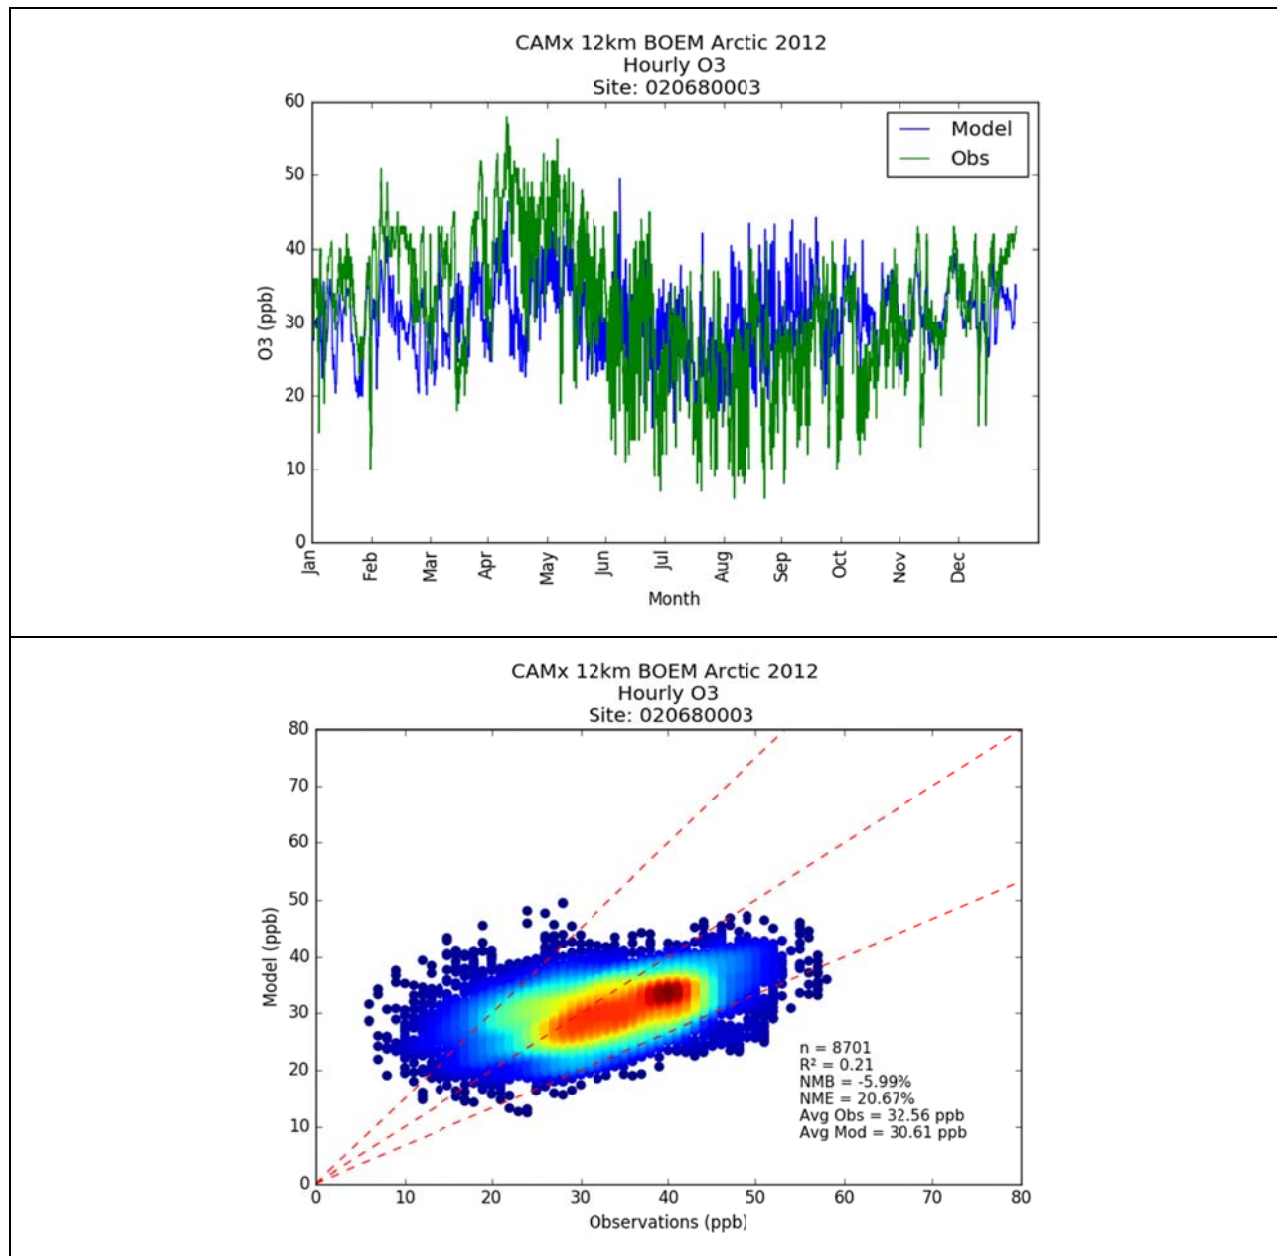 CAMx 12km BOEM Arctic 2012
Hourly O3
Site: 020680003
60
50
40
30
20
10
0
O3 (ppb)
Model
Obs
Jan
Feb
Mar
Apr
May
Jun
Jul
Aug
Sep
Oct
Nov
Dec
Month
CAMx 12km BOEM Arctic 2012
Hourly O3
Site: 020680003
80
70
60
50
40
30
20
10
0
Model (ppb)
n = 8701
R² = 0.21
NMB = -5.99%
NME = 20.67%
Avg Obs = 32.56 ppb
Avg Mod = 30.61 ppb
0 10 20 30 40 50 60 70 80
Observations (ppb)